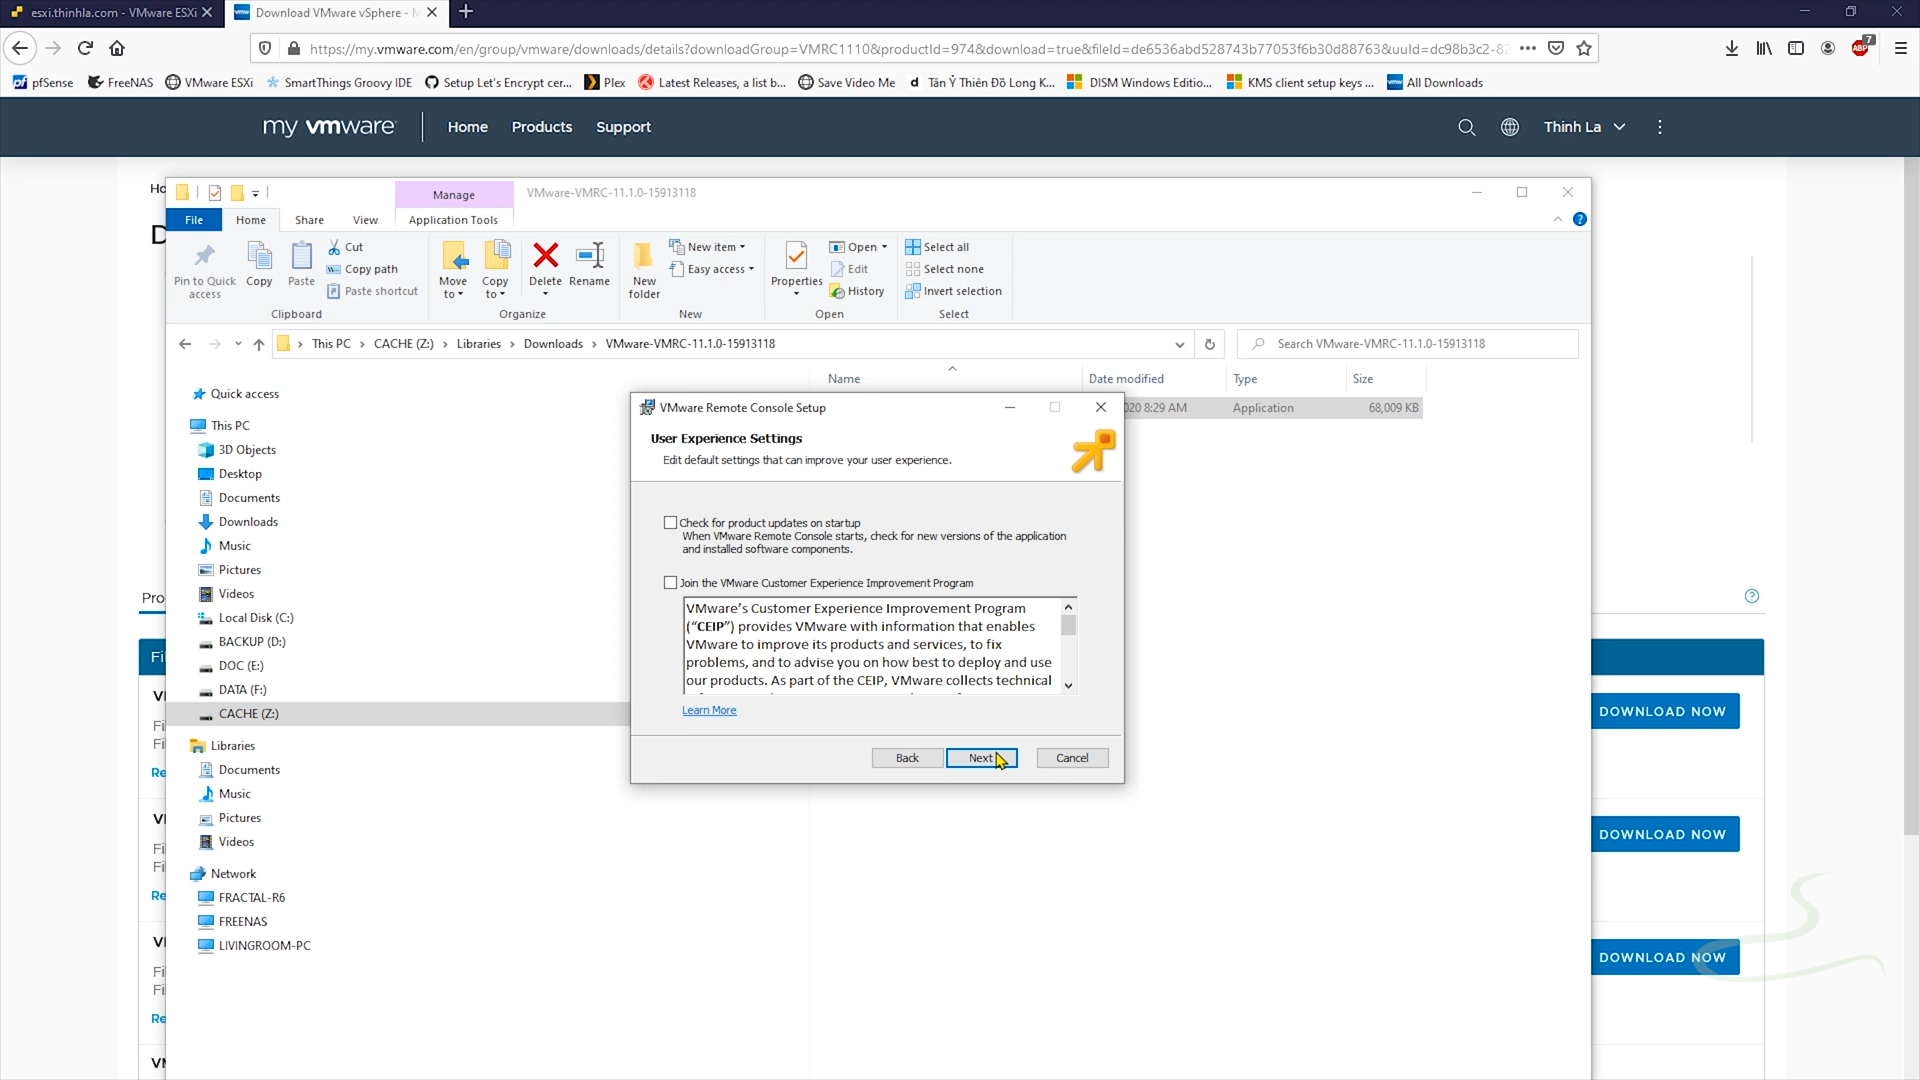 esxi.thinhla.com - VMware ESXi
Download VMware vSphere -
https://my.vmware.com/en/group/vmware/downloads/details?downloadGroup=VMRC1110&productId=974&download=true&fileId=de6536abd528743b77053f6b30d88763&uuId=dc98b3c2-82
7
pfSense
FreeNAS
VMware ESXi
SmartThings Groovy IDE
Setup Let's Encrypt cer...
Plex
Latest Releases, a list b...
Save Video Me
Tân Ỷ Thiên Đồ Long K...
DISM Windows Editio...
KMS client setup keys ...
All Downloads
my vmware
Home
Products
Support
Thinh La
Manage
VMware-VMRC-11.1.0-15913118
File
Home
Share
View
Application Tools
Pin to Quick access
Copy
Paste
Cut
Copy path
Paste shortcut
Clipboard
Move to
Copy to
Delete
Rename
Organize
New folder
New item
Easy access
New
Properties
Open
Edit
History
Open
Select all
Select none
Invert selection
Select
This PC > CACHE (Z:) > Libraries > Downloads > VMware-VMRC-11.1.0-15913118
Search VMware-VMRC-11.1.0-15913118
Name
Date modified
Type
Size
020 8:29 AM
Application
68,009 KB
Quick access
This PC
3D Objects
Desktop
Documents
Downloads
Music
Pictures
Videos
Local Disk (C:)
BACKUP (D:)
DOC (E:)
DATA (F:)
CACHE (Z:)
Libraries
Documents
Music
Pictures
Videos
Network
FRACTAL-R6
FREENAS
LIVINGROOM-PC
VMware Remote Console Setup
User Experience Settings
Edit default settings that can improve your user experience.
Check for product updates on startup
When VMware Remote Console starts, check for new versions of the application
and installed software components.
Join the VMware Customer Experience Improvement Program
VMware's Customer Experience Improvement Program
("CEIP") provides VMware with information that enables
VMware to improve its products and services, to fix
problems, and to advise you on how best to deploy and use
our products. As part of the CEIP, VMware collects technical
Learn More
Back
Next
Cancel
DOWNLOAD NOW
DOWNLOAD NOW
DOWNLOAD NOW